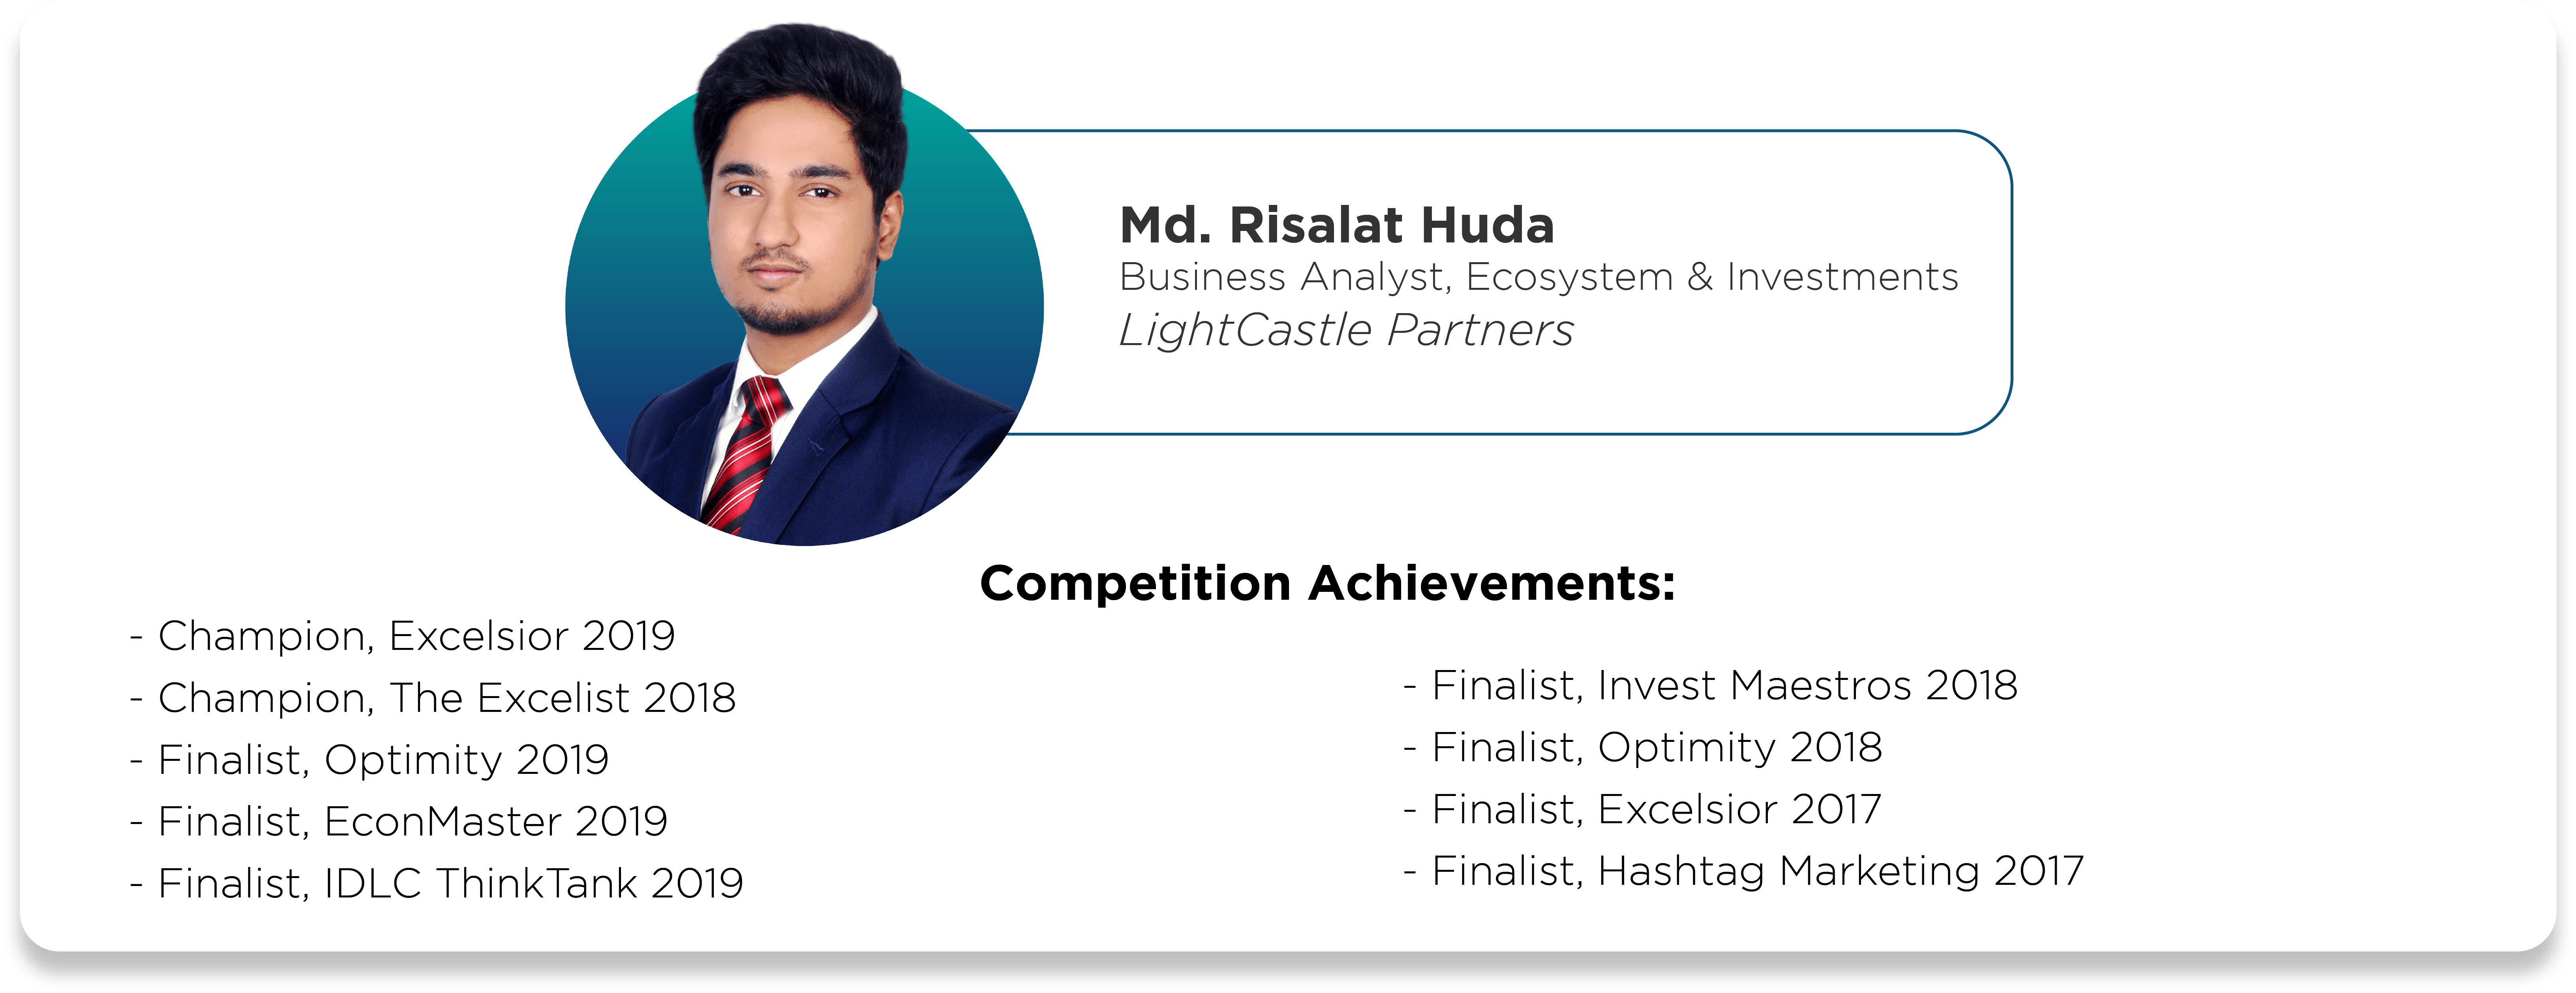 Md. Risalat Huda
Business Analyst, Ecosystem & Investments
LightCastle Partners
Competition Achievements:
- Champion, Excelsior 2019
- Champion, The Excelist 2018
- Finalist, Optimity 2019
- Finalist, EconMaster 2019
- Finalist, IDLC ThinkTank 2019
- Finalist, Invest Maestros 2018
- Finalist, Optimity 2018
- Finalist, Excelsior 2017
- Finalist, Hashtag Marketing 2017